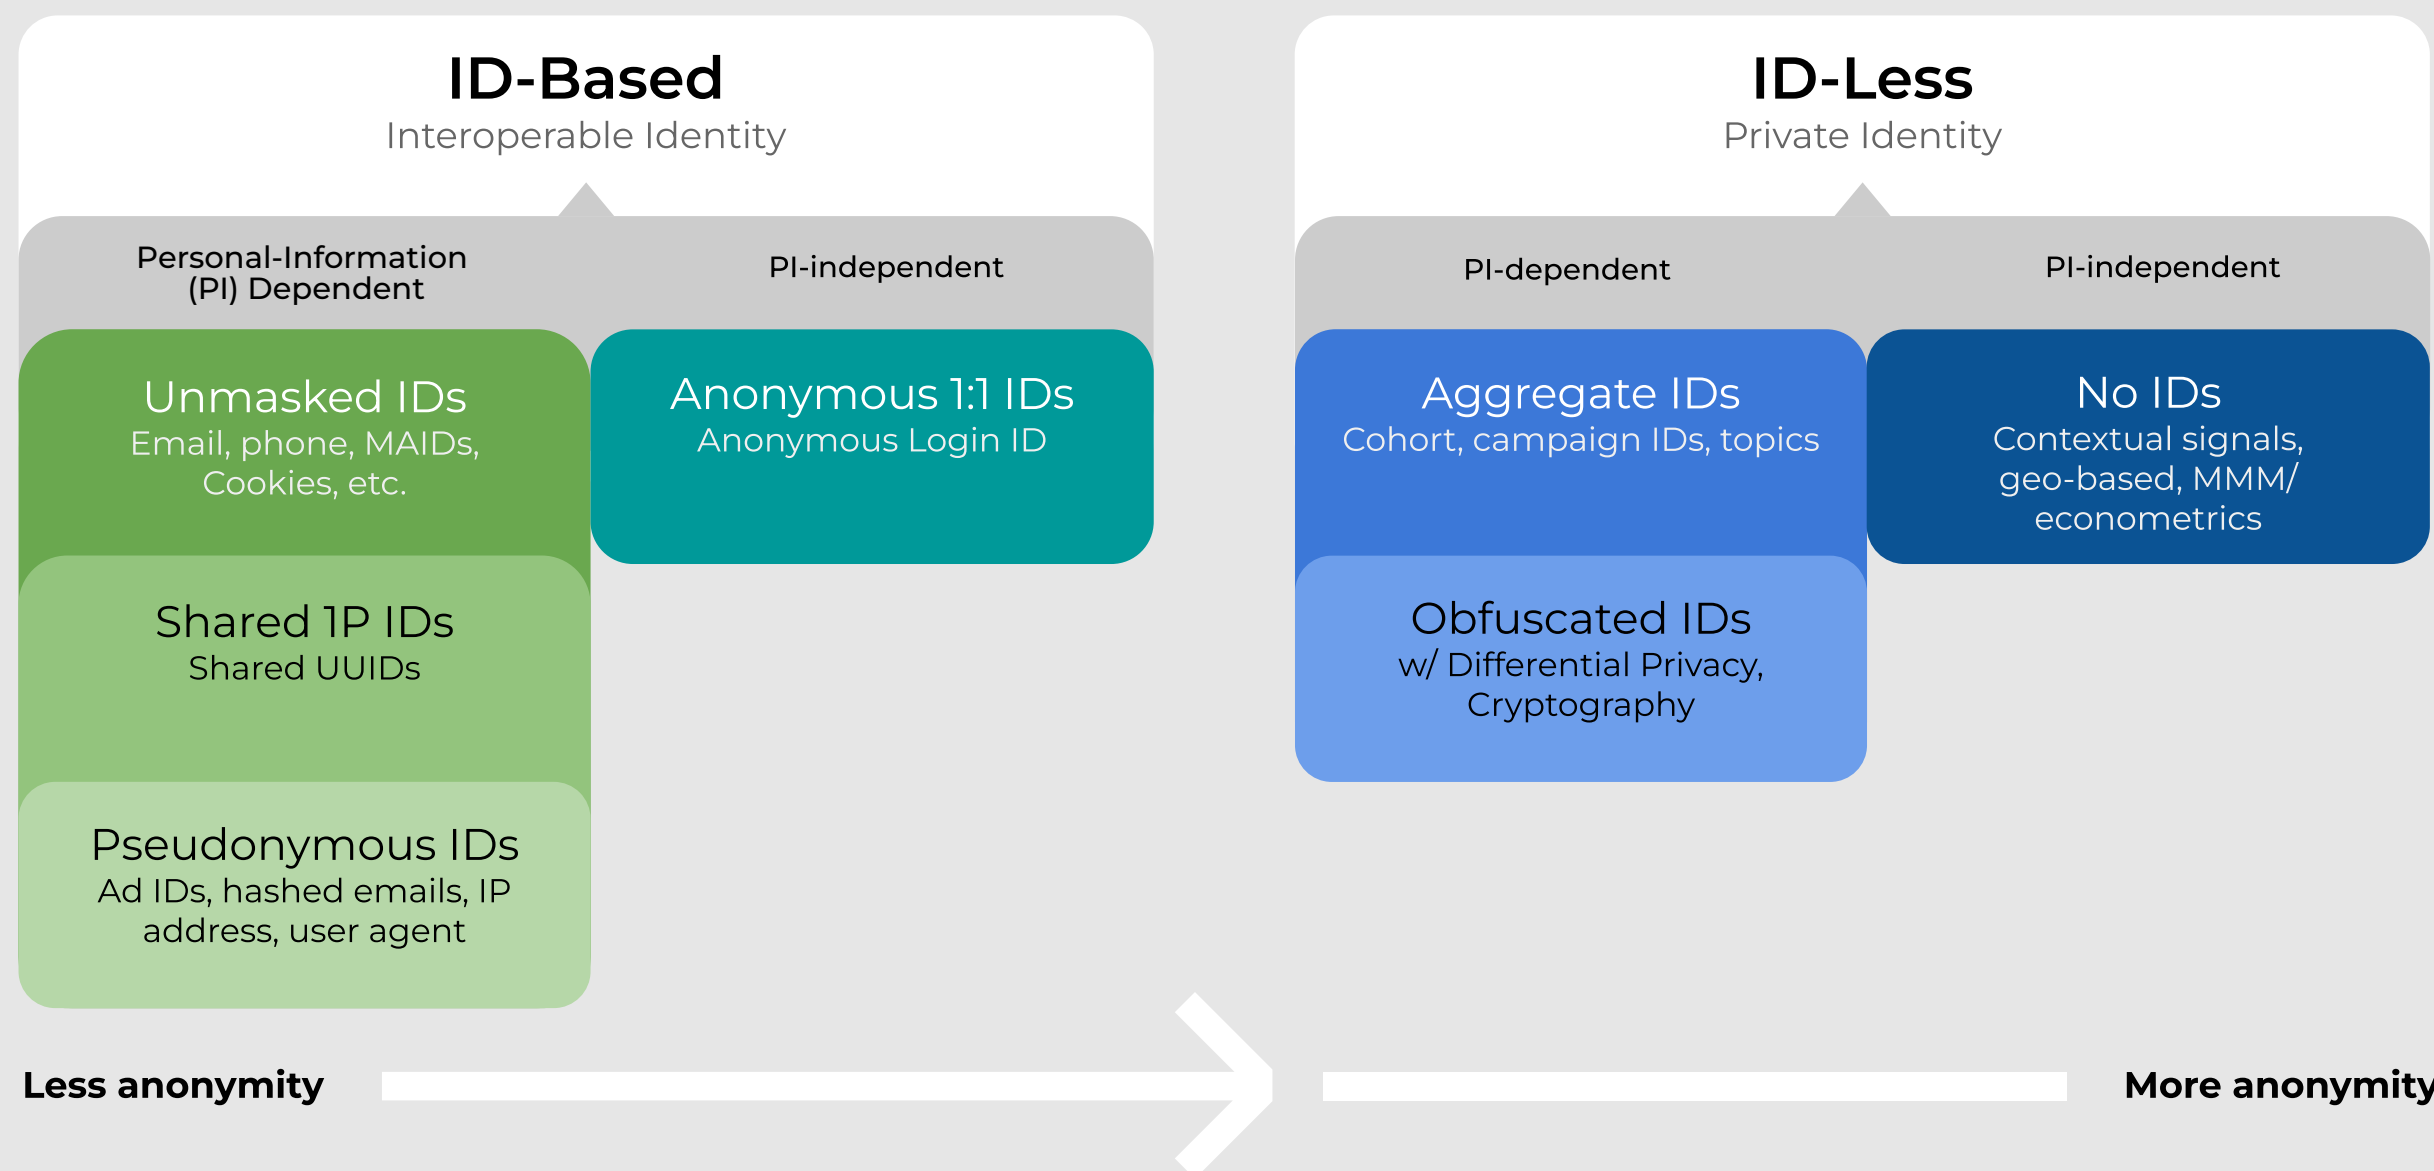 ID-Based
Interoperable Identity
Personal-Information
(PI) Dependent
PI-independent
Unmasked IDs
Email, phone, MAIDs,
Cookies, etc.
Anonymous 1:1 IDs
Anonymous Login ID
Shared 1P IDs
Shared UUIDs
Pseudonymous IDs
Ad IDs, hashed emails, IP
address, user agent
ID-Less
Private Identity
PI-dependent
PI-independent
Aggregate IDs
Cohort, campaign IDs, topics
No IDs
Contextual signals,
geo-based, MMM/
econometrics
Obfuscated IDs
w/ Differential Privacy,
Cryptography
Less anonymity
More anonymity